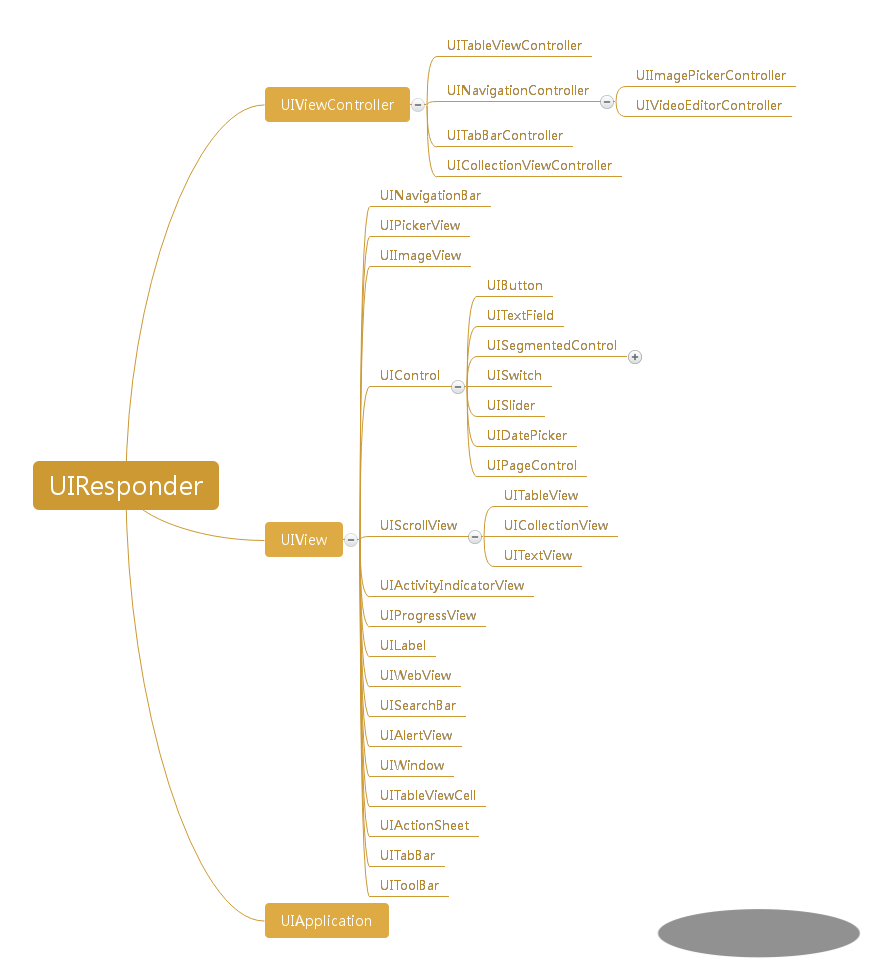 UITableViewController
UIImagePickerController
UIViewController
UINavigationController
UIVideoEditorController
UITabBarController
UICollectionViewController
UINavigationBar
UIPickerView
UIImageView
UIButton
UITextField
UISegmentedControl
UIControl
UISwitch
UISlider
UIDatePicker
UIPageControl
UIResponder
UITableView
UIScrollView
UICollectionView
UIView
UITextView
UIActivityIndicatorView
UIProgressView
UILabel
UIWebView
UISearchBar
UIAlertView
UIWindow
UITableViewCell
UIActionSheet
UITabBar
UIToolBar
UIApplication